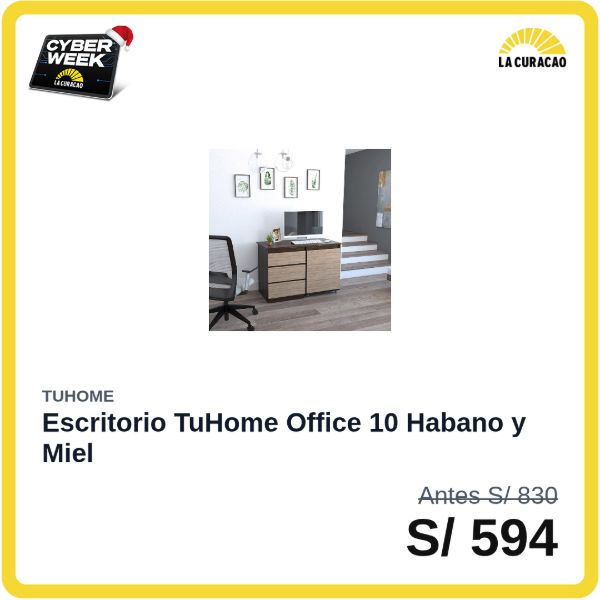 CYBER
WEEK
LA CURACAO
LA CURACAO
TUHOME
Escritorio TuHome Office 10 Habano y
Miel
Antes S/ 830
S/ 594